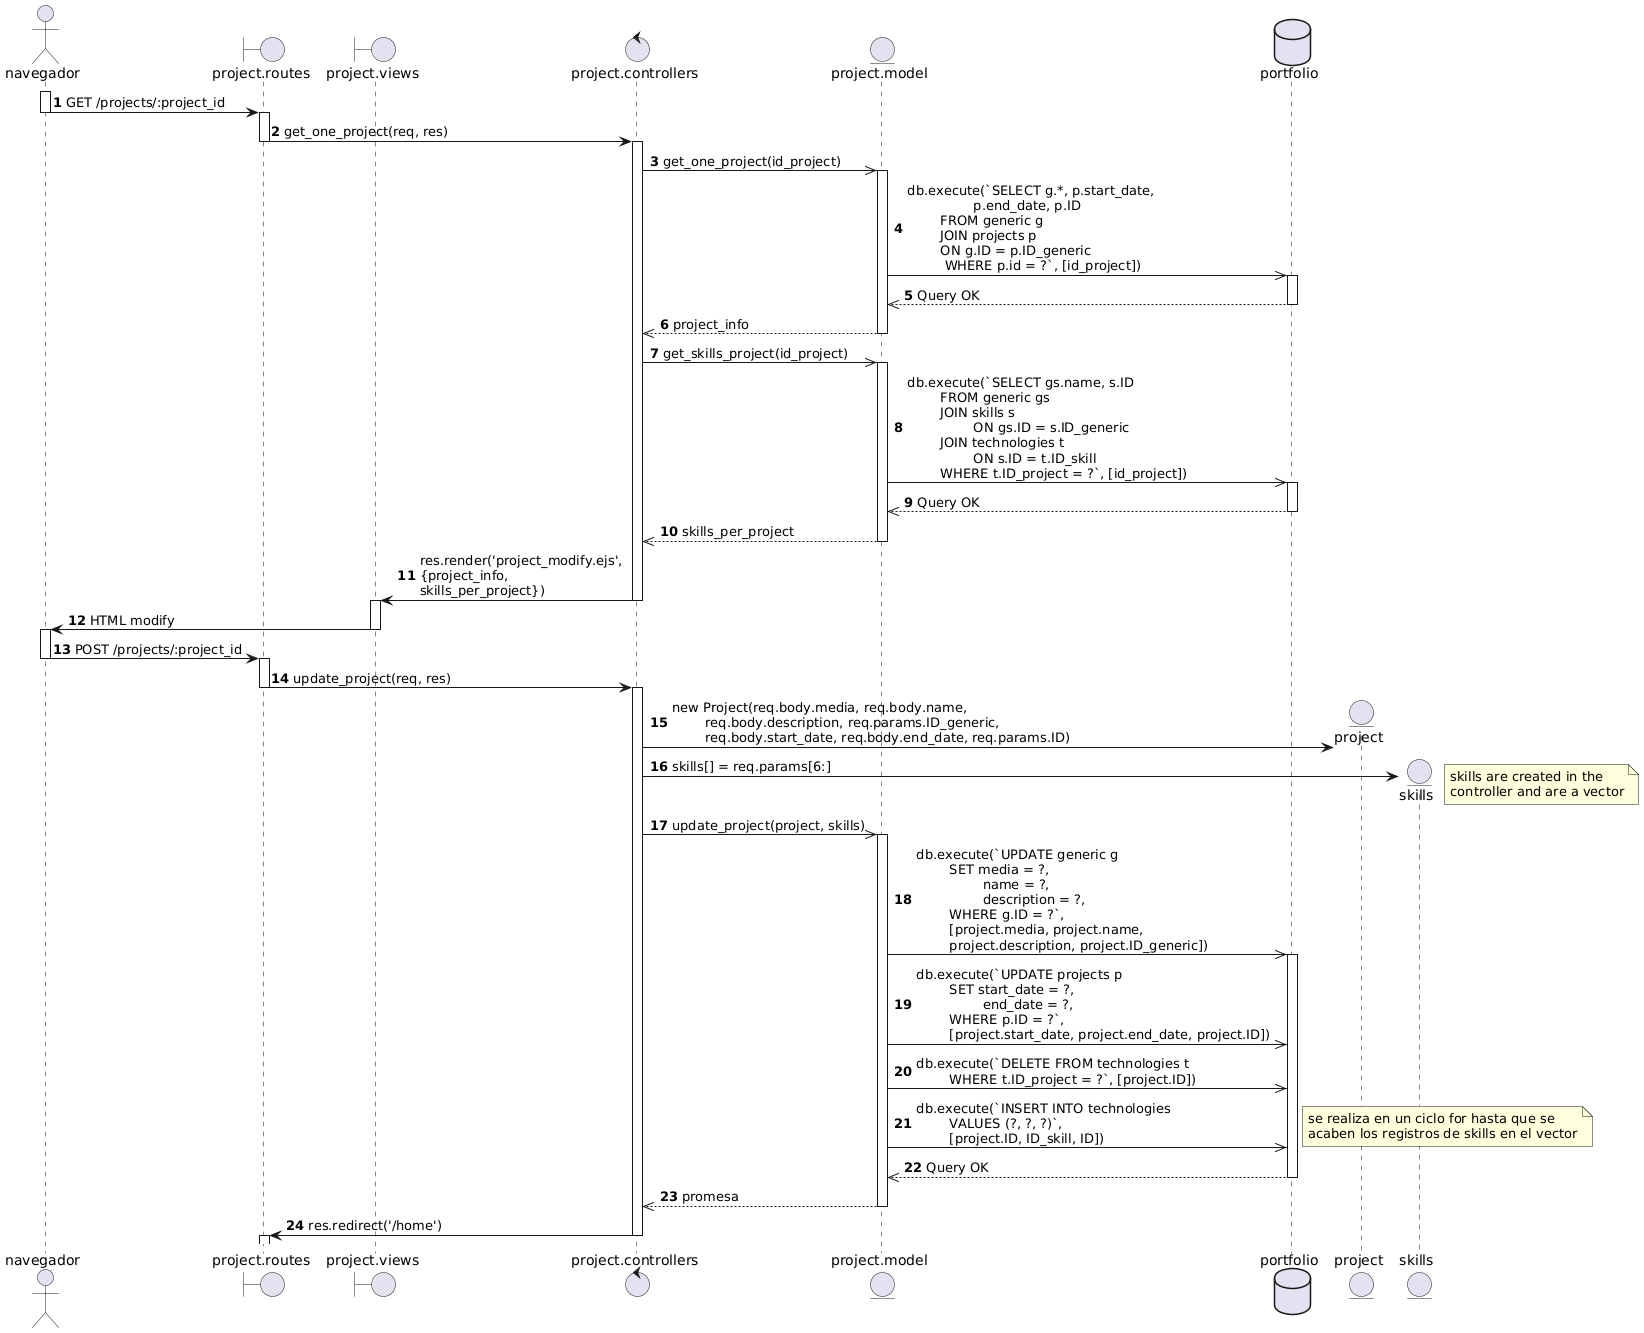 navegador
project.routes
project.views
project.controllers
project.model
portfolio
1 GET /projects/:project_id
2 get_one_project(req, res)
3 get_one_project(id_project)
4
db.execute(`SELECT g.*, p.start_date,
p.end_date, p.ID
FROM generic g
JOIN projects p
ON g.ID = p.ID_generic
WHERE p.id = ?`, [id_project])
5 Query OK
6 project_info
7 get_skills_project(id_project)
8
db.execute(`SELECT gs.name, s.ID
FROM generic gs
JOIN skills s
ON gs.ID = s.ID_generic
JOIN technologies t
ON s.ID = t.ID_skill
WHERE t.ID_project = ?`, [id_project])
9 Query OK
10 skills_per_project
11
res.render('project_modify.ejs',
{project_info,
skills_per_project})
12 HTML modify
13 POST /projects/:project_id
14 update_project(req, res)
15
new Project(req.body.media, req.body.name,
req.body.description, req.params.ID_generic,
req.body.start_date, req.body.end_date, req.params.ID)
project
16 skills[] = req.params[6:]
skills
skills are created in the
controller and are a vector
17 update_project(project, skills)
18
db.execute(`UPDATE generic g
SET media = ?,
name = ?,
description = ?,
WHERE g.ID = ?`,
[project.media, project.name,
project.description, project.ID_generic])
19
db.execute(`UPDATE projects p
SET start_date = ?,
end_date = ?,
WHERE p.ID = ?`,
[project.start_date, project.end_date, project.ID])
20
db.execute(`DELETE FROM technologies t
WHERE t.ID_project = ?`, [project.ID])
21
db.execute(`INSERT INTO technologies
VALUES (?, ?, ?)`,
[project.ID, ID_skill, ID])
se realiza en un ciclo for hasta que se
acaben los registros de skills en el vector
22 Query OK
23 promesa
24 res.redirect('/home')
navegador
project.routes
project.views
project.controllers
project.model
portfolio
project
skills